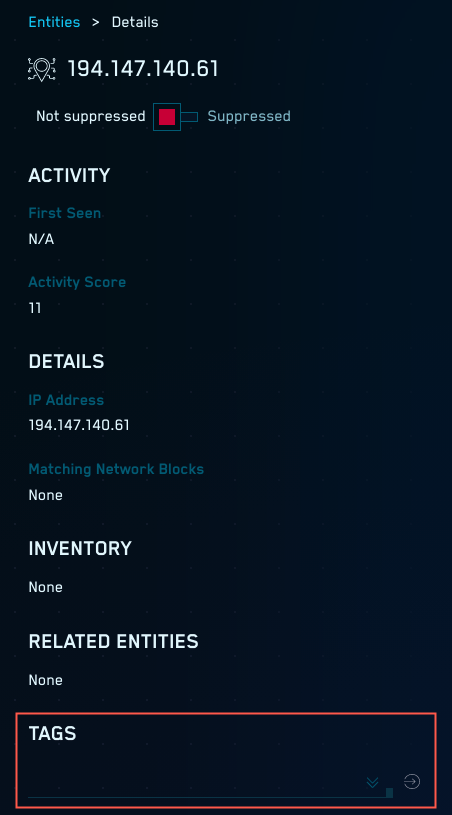 Entities > Details
194.147.140.61
Not suppressed Suppressed
ACTIVITY
First Seen
N/A
Activity Score
11
DETAILS
IP Address
194.147.140.61
Matching Network Blocks
None
INVENTORY
None
RELATED ENTITIES
None
TAGS